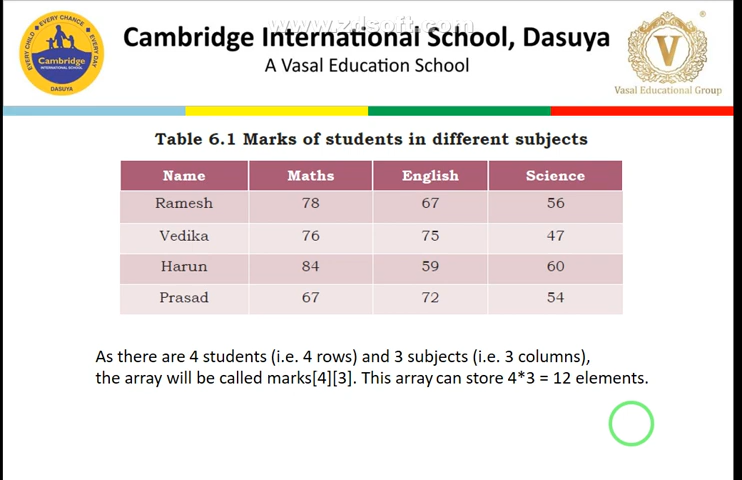 www.zdsoft.com
Cambridge International School, Dasuya
A Vasal Education School
EVERY CHILD EVERY CHANCE EVERY DAY
Cambridge
INTERNATIONAL SCHOOL
DASUYA
V
®
Vasal Educational Group
Table 6.1 Marks of students in different subjects
Name Maths English Science
Ramesh 78 67 56
Vedika 76 75 47
Harun 84 59 60
Prasad 67 72 54
As there are 4 students (i.e. 4 rows) and 3 subjects (i.e. 3 columns),
the array will be called marks[4][3]. This array can store 4*3 = 12 elements.